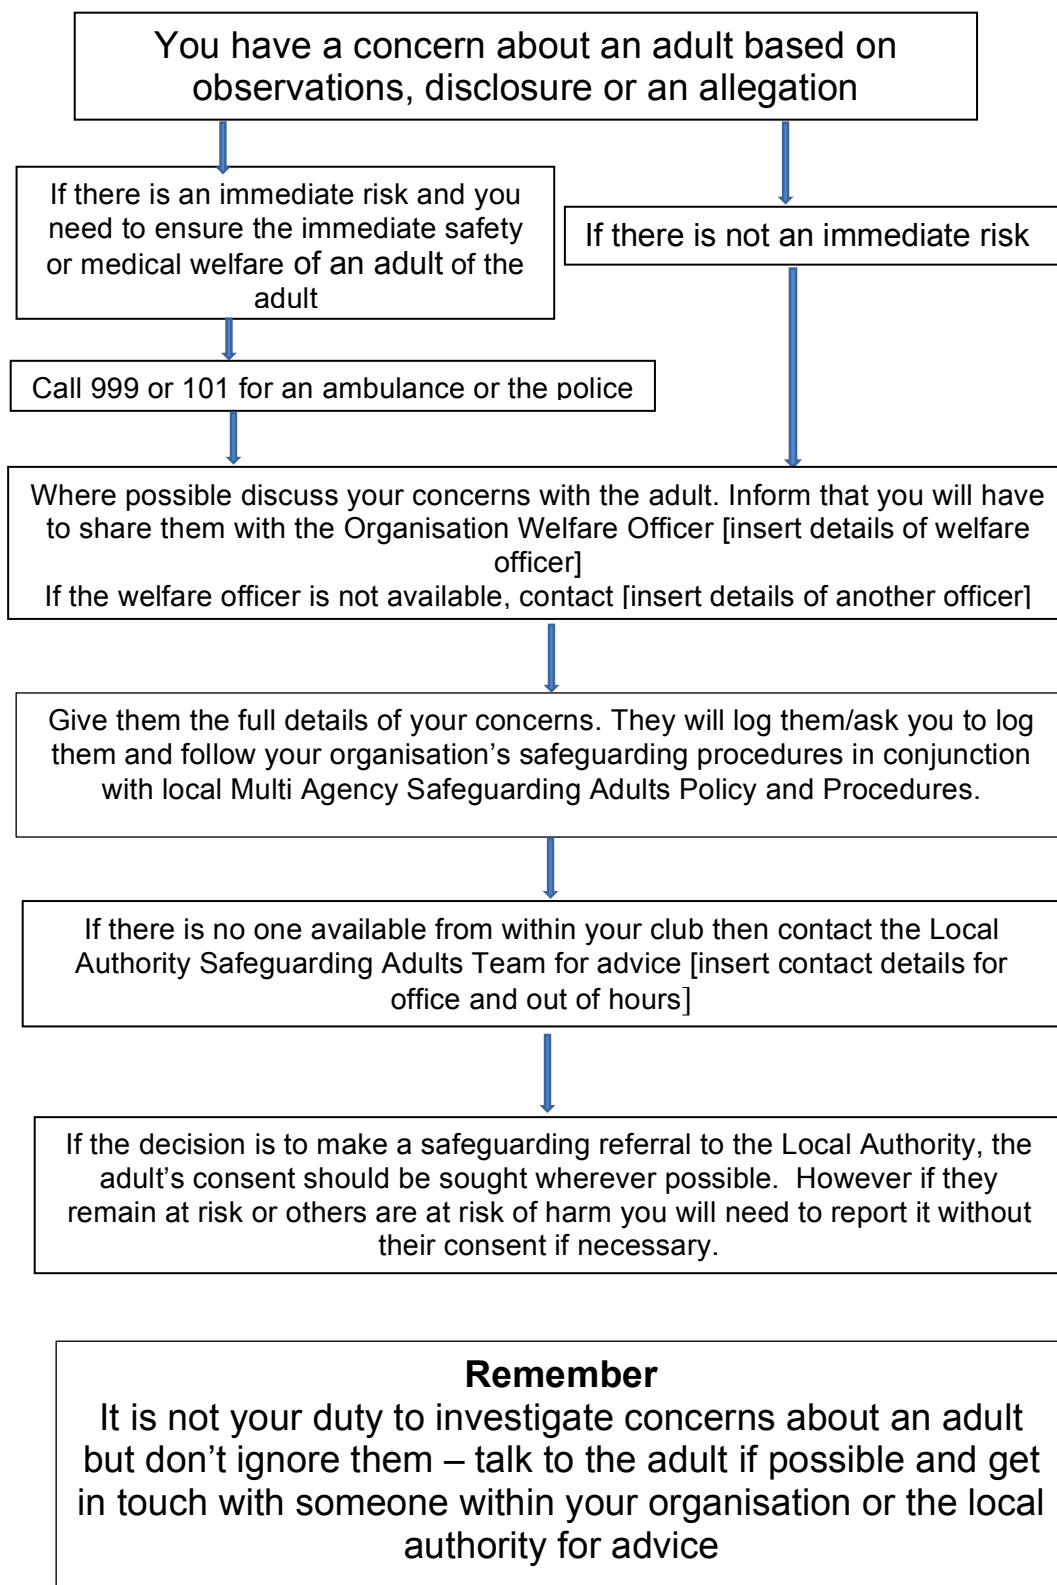 You have a concern about an adult based on
observations, disclosure or an allegation
If there is an immediate risk and you
need to ensure the immediate safety
or medical welfare of an adult of the
adult
If there is not an immediate risk
Call 999 or 101 for an ambulance or the police
Where possible discuss your concerns with the adult. Inform that you will have
to share them with the Organisation Welfare Officer [insert details of welfare
officer]
If the welfare officer is not available, contact [insert details of another officer]
Give them the full details of your concerns. They will log them/ask you to log
them and follow your organisation’s safeguarding procedures in conjunction
with local Multi Agency Safeguarding Adults Policy and Procedures.
If there is no one available from within your club then contact the Local
Authority Safeguarding Adults Team for advice [insert contact details for
office and out of hours]
If the decision is to make a safeguarding referral to the Local Authority, the
adult’s consent should be sought wherever possible.  However if they
remain at risk or others are at risk of harm you will need to report it without
their consent if necessary.
Remember
It is not your duty to investigate concerns about an adult
but don’t ignore them – talk to the adult if possible and get
in touch with someone within your organisation or the local
authority for advice